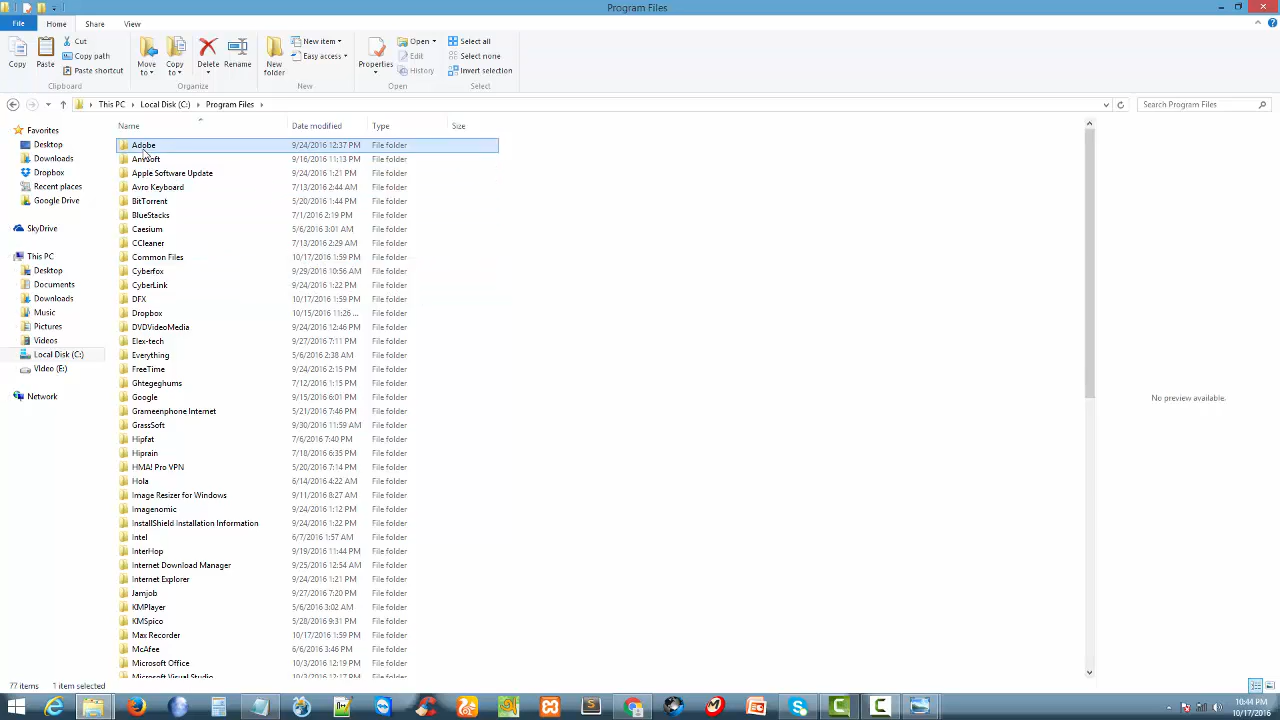 Program Files
File Home Share View
Copy Paste Cut Copy path Paste shortcut
Clipboard
Move to Copy to Delete Rename
Organize
New folder New item Easy access
New
Properties Open Edit History
Open
Select all
Select none
Invert selection
Select
This PC Local Disk (C:) Program Files
Search Program Files
Favorites
Desktop
Downloads
Dropbox
Recent places
Google Drive
SkyDrive
This PC
Desktop
Documents
Downloads
Music
Pictures
Videos
Local Disk (C:)
Video (E:)
Network
Name Date modified Type Size
Adobe 9/24/2016 12:37 PM File folder
9/16/2016 11:13 PM File folder
Apple Software Update 9/24/2016 1:21 PM File folder
Avro Keyboard 7/13/2016 2:44 AM File folder
BitTorrent 5/20/2016 1:44 PM File folder
BlueStacks 7/1/2016 2:19 PM File folder
Caesium 5/6/2016 3:01 AM File folder
CCleaner 7/13/2016 2:29 AM File folder
Common Files 10/17/2016 1:59 PM File folder
Cyberfox 9/29/2016 10:56 AM File folder
CyberLink 9/24/2016 1:22 PM File folder
DFX 10/17/2016 1:59 PM File folder
Dropbox 10/15/2016 11:26 ... File folder
DVDVideoMedia 9/24/2016 12:46 PM File folder
Elex-tech 9/27/2016 7:11 PM File folder
Everything 5/6/2016 2:38 AM File folder
FreeTime 9/24/2016 2:15 PM File folder
Ghtegeghums 7/12/2016 1:15 PM File folder
Google 9/15/2016 6:01 PM File folder
Grameenphone Internet 5/21/2016 7:46 PM File folder
GrassSoft 9/30/2016 11:59 AM File folder
Hipfat 7/6/2016 7:40 PM File folder
Hiprain 7/18/2016 6:35 PM File folder
HMA! Pro VPN 5/20/2016 7:14 PM File folder
Hola 6/14/2016 4:22 AM File folder
Image Resizer for Windows 9/11/2016 8:27 AM File folder
Imagenomic 9/24/2016 1:12 PM File folder
InstallShield Installation Information 9/24/2016 1:22 PM File folder
Intel 6/7/2016 1:57 AM File folder
InterHop 9/19/2016 11:44 PM File folder
Internet Download Manager 9/25/2016 12:54 AM File folder
Internet Explorer 9/24/2016 1:21 PM File folder
Jamjob 9/27/2016 7:20 PM File folder
KMPlayer 5/6/2016 3:02 AM File folder
KMSpico 5/28/2016 9:31 PM File folder
Max Recorder 10/17/2016 1:59 PM File folder
McAfee 6/6/2016 3:46 PM File folder
Microsoft Office 10/3/2016 12:19 PM File folder
Microsoft Visual Studio 10/3/2016 12:17 PM File folder
No preview available.
77 items 1 item selected
10:44 PM
10/17/2016